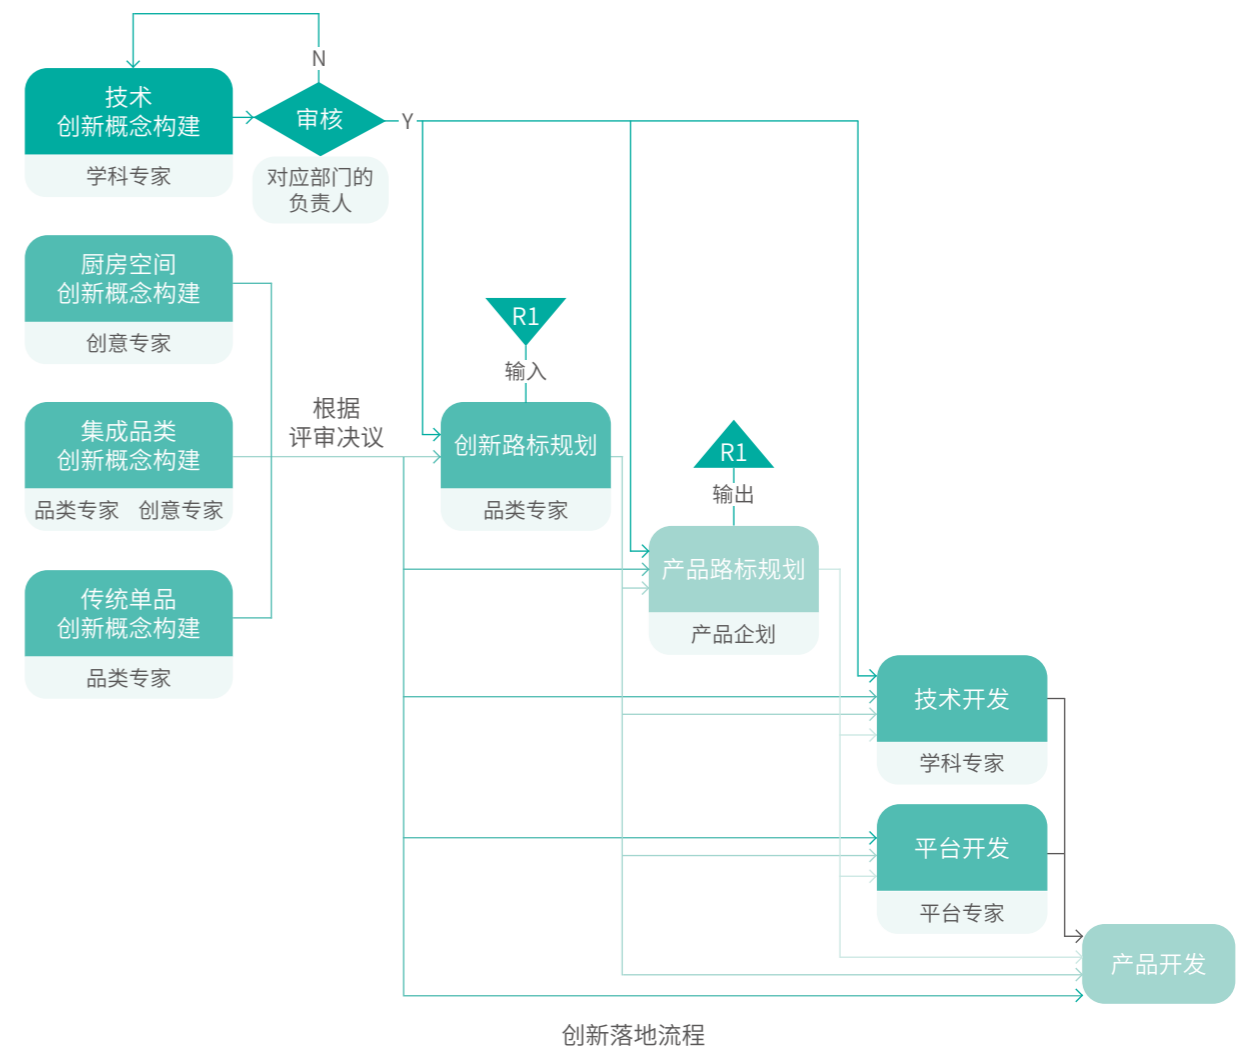 N
技术
创新概念构建
学科专家
审核
Y
对应部门的
负责人
厨房空间
创新概念构建
创意专家
集成品类
创新概念构建
品类专家 创意专家
传统单品
创新概念构建
品类专家
根据
评审决议
R1
输入
创新路标规划
品类专家
R1
输出
产品路标规划
产品企划
技术开发
学科专家
平台开发
平台专家
产品开发
创新落地流程